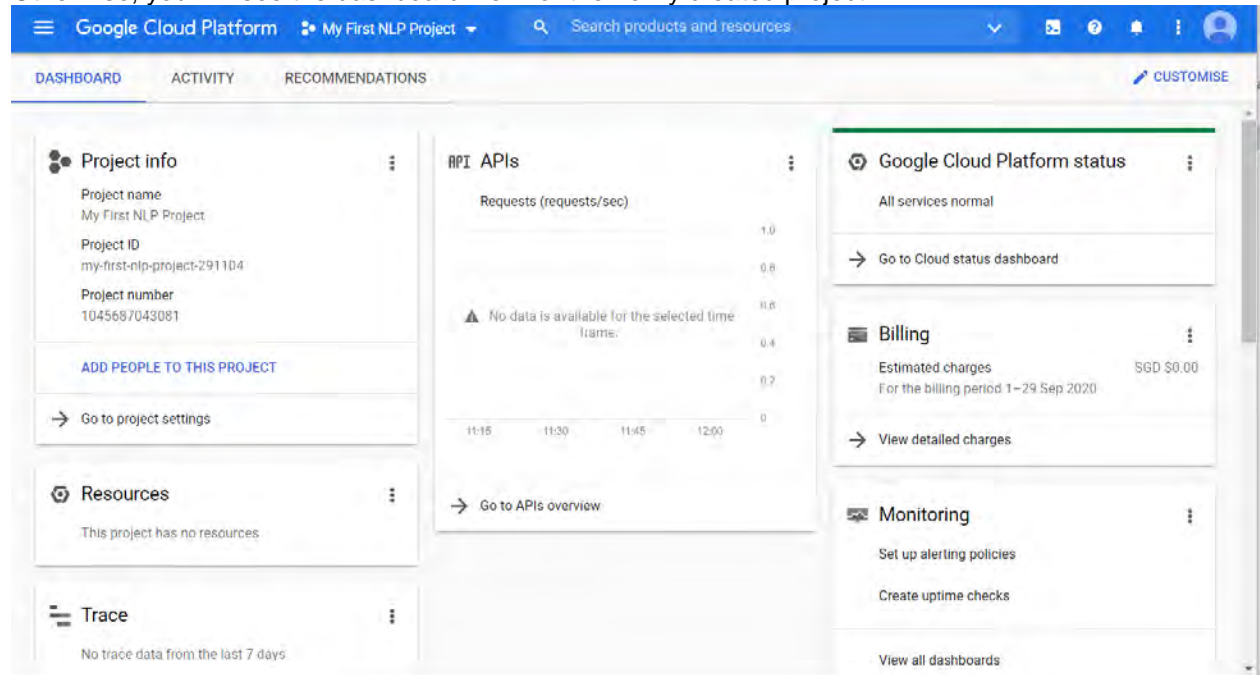 Google Cloud Platform My First NLP Project Search products and resources
DASHBOARD ACTIVITY RECOMMENDATIONS CUSTOMISE
Project info
Project name
My First NLP Project
Project ID
my-first-nlp-project-291104
Project number
1045687043081
ADD PEOPLE TO THIS PROJECT
Go to project settings
Resources
This project has no resources
Trace
No trace data from the last 7 days
API APIs
Requests (requests/sec)
1.0
0.8
0.6
0.4
0.2
0
No data is available for the selected time
frame.
11:15 11:30 11:45 12:00
Go to APIs overview
Google Cloud Platform status
All services normal
Go to Cloud status dashboard
Billing
Estimated charges SGD $0.00
For the billing period 1–29 Sep 2020
View detailed charges
Monitoring
Set up alerting policies
Create uptime checks
View all dashboards